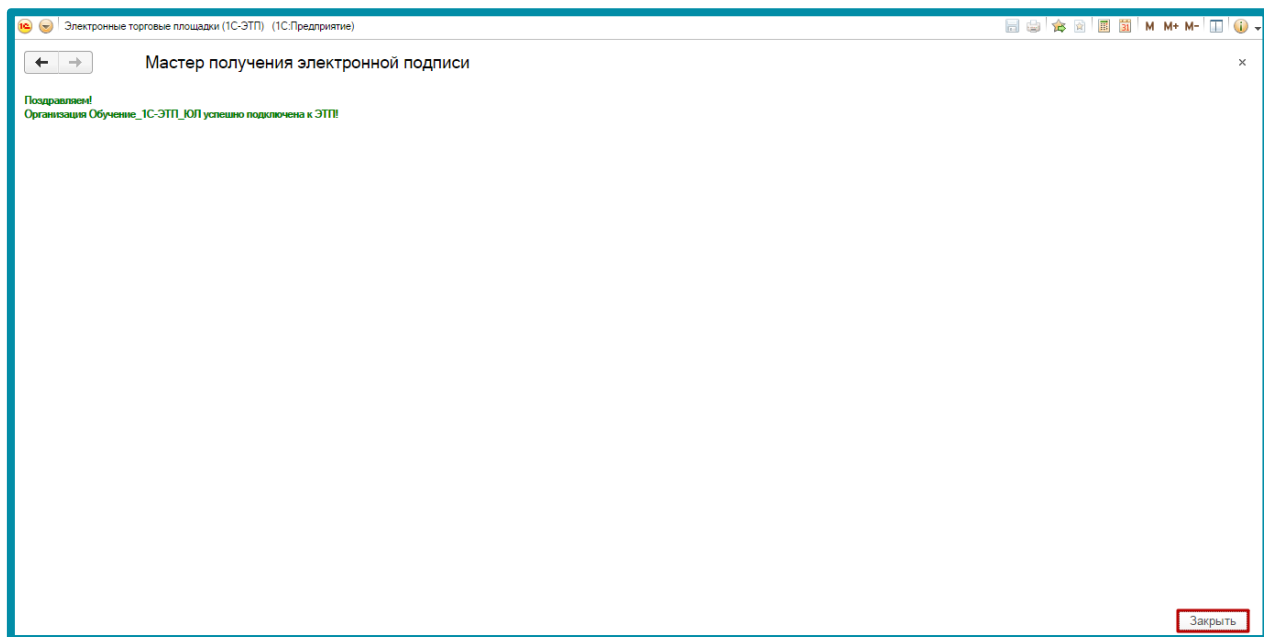 Электронные торговые площадки (1С-ЭТП) (1С:Предприятие)
M M+ M-
Мастер получения электронной подписи
Поздравляем!
Организация Обучение_1С-ЭТП_ЮЛ успешно подключена к ЭТП!
Закрыть